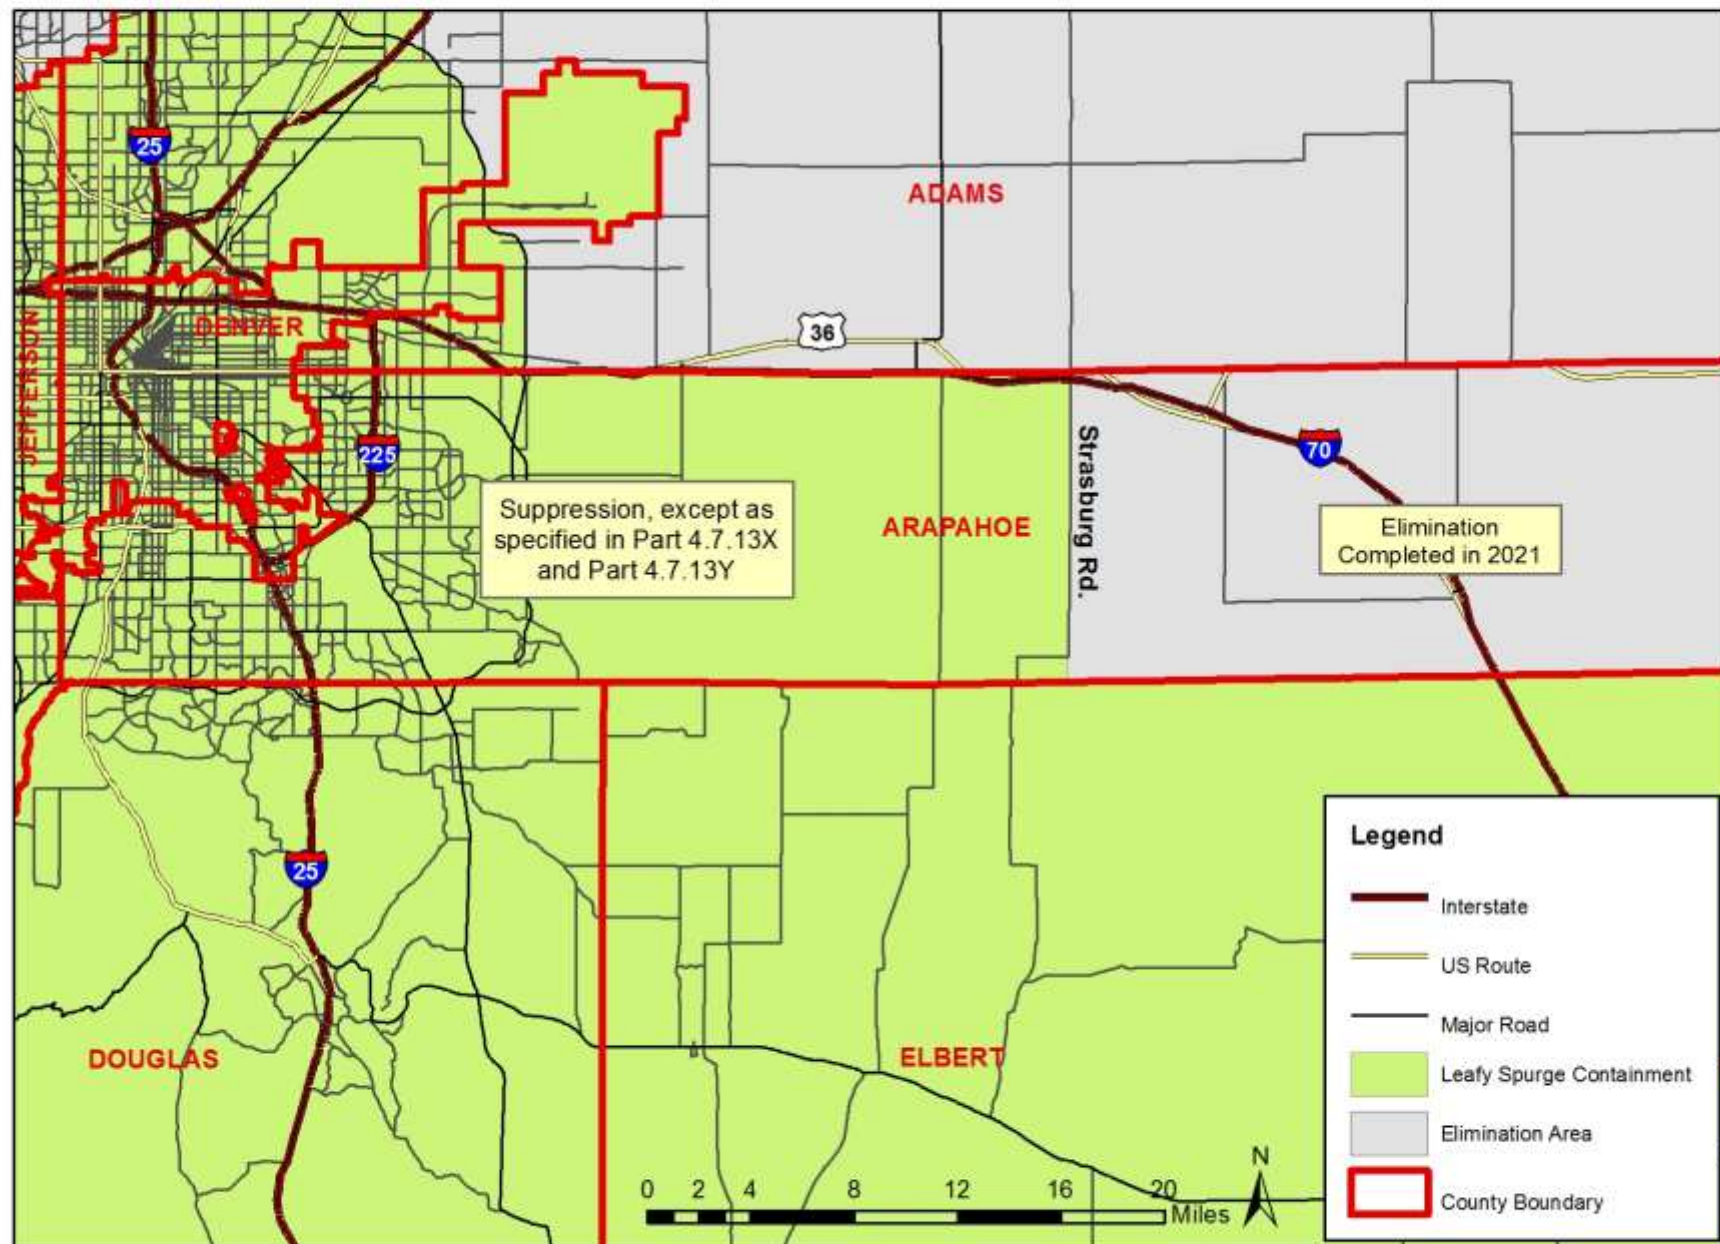 25
ADAMS
36
DENVER
JEFFERSON
225
70
Strasburg Rd.
Suppression, except as
specified in Part 4.7.13X
and Part 4.7.13Y
ARAPAHOE
Elimination
Completed in 2021
25
DOUGLAS
ELBERT
Legend
Interstate
US Route
Major Road
Leafy Spurge Containment
Elimination Area
County Boundary
0 2 4 8 12 16 20
Miles
N